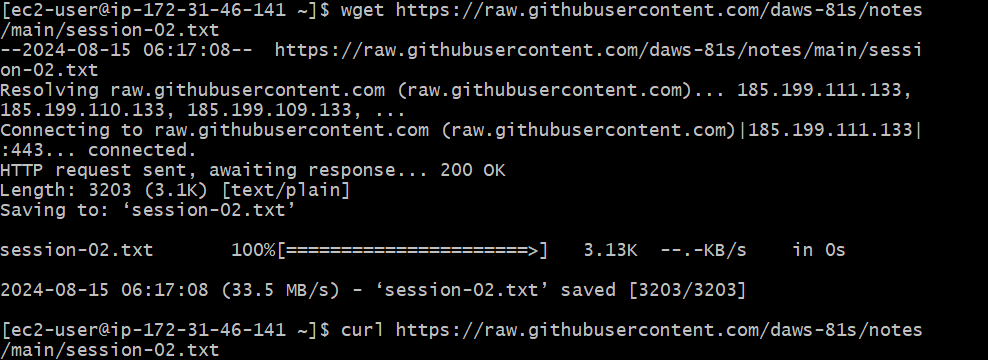 [ec2-user@ip-172-31-46-141 ~]$ wget https://raw.githubusercontent.com/daws-81s/notes
/main/session-02.txt
--2024-08-15 06:17:08--  https://raw.githubusercontent.com/daws-81s/notes/main/sessi
on-02.txt
Resolving raw.githubusercontent.com (raw.githubusercontent.com)... 185.199.111.133,
185.199.110.133, 185.199.109.133, ...
Connecting to raw.githubusercontent.com (raw.githubusercontent.com)|185.199.111.133|
:443... connected.
HTTP request sent, awaiting response... 200 OK
Length: 3203 (3.1K) [text/plain]
Saving to: ‘session-02.txt’
session-02.txt       100%[======================>]   3.13K  --.-KB/s    in 0s
2024-08-15 06:17:08 (33.5 MB/s) - ‘session-02.txt’ saved [3203/3203]
[ec2-user@ip-172-31-46-141 ~]$ curl https://raw.githubusercontent.com/daws-81s/notes
/main/session-02.txt